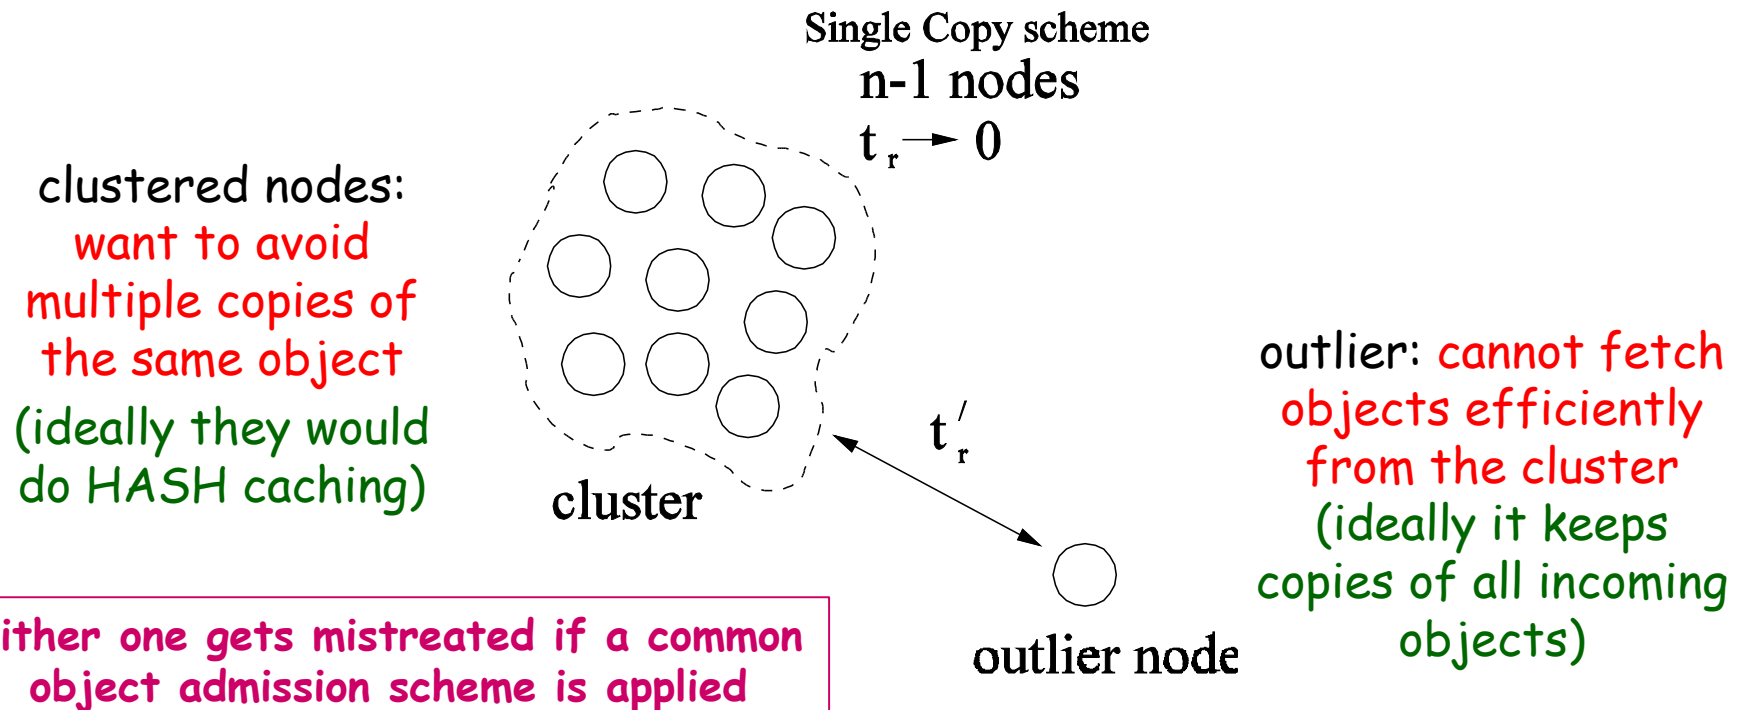 Single Copy scheme
n-1 nodes
t r → 0
clustered nodes:
want to avoid
multiple copies of
the same object
(ideally they would
do HASH caching)
cluster
t′ r
outlier: cannot fetch
objects efficiently
from the cluster
(ideally it keeps
copies of all incoming
objects)
outlier node
ither one gets mistreated if a common
object admission scheme is applied